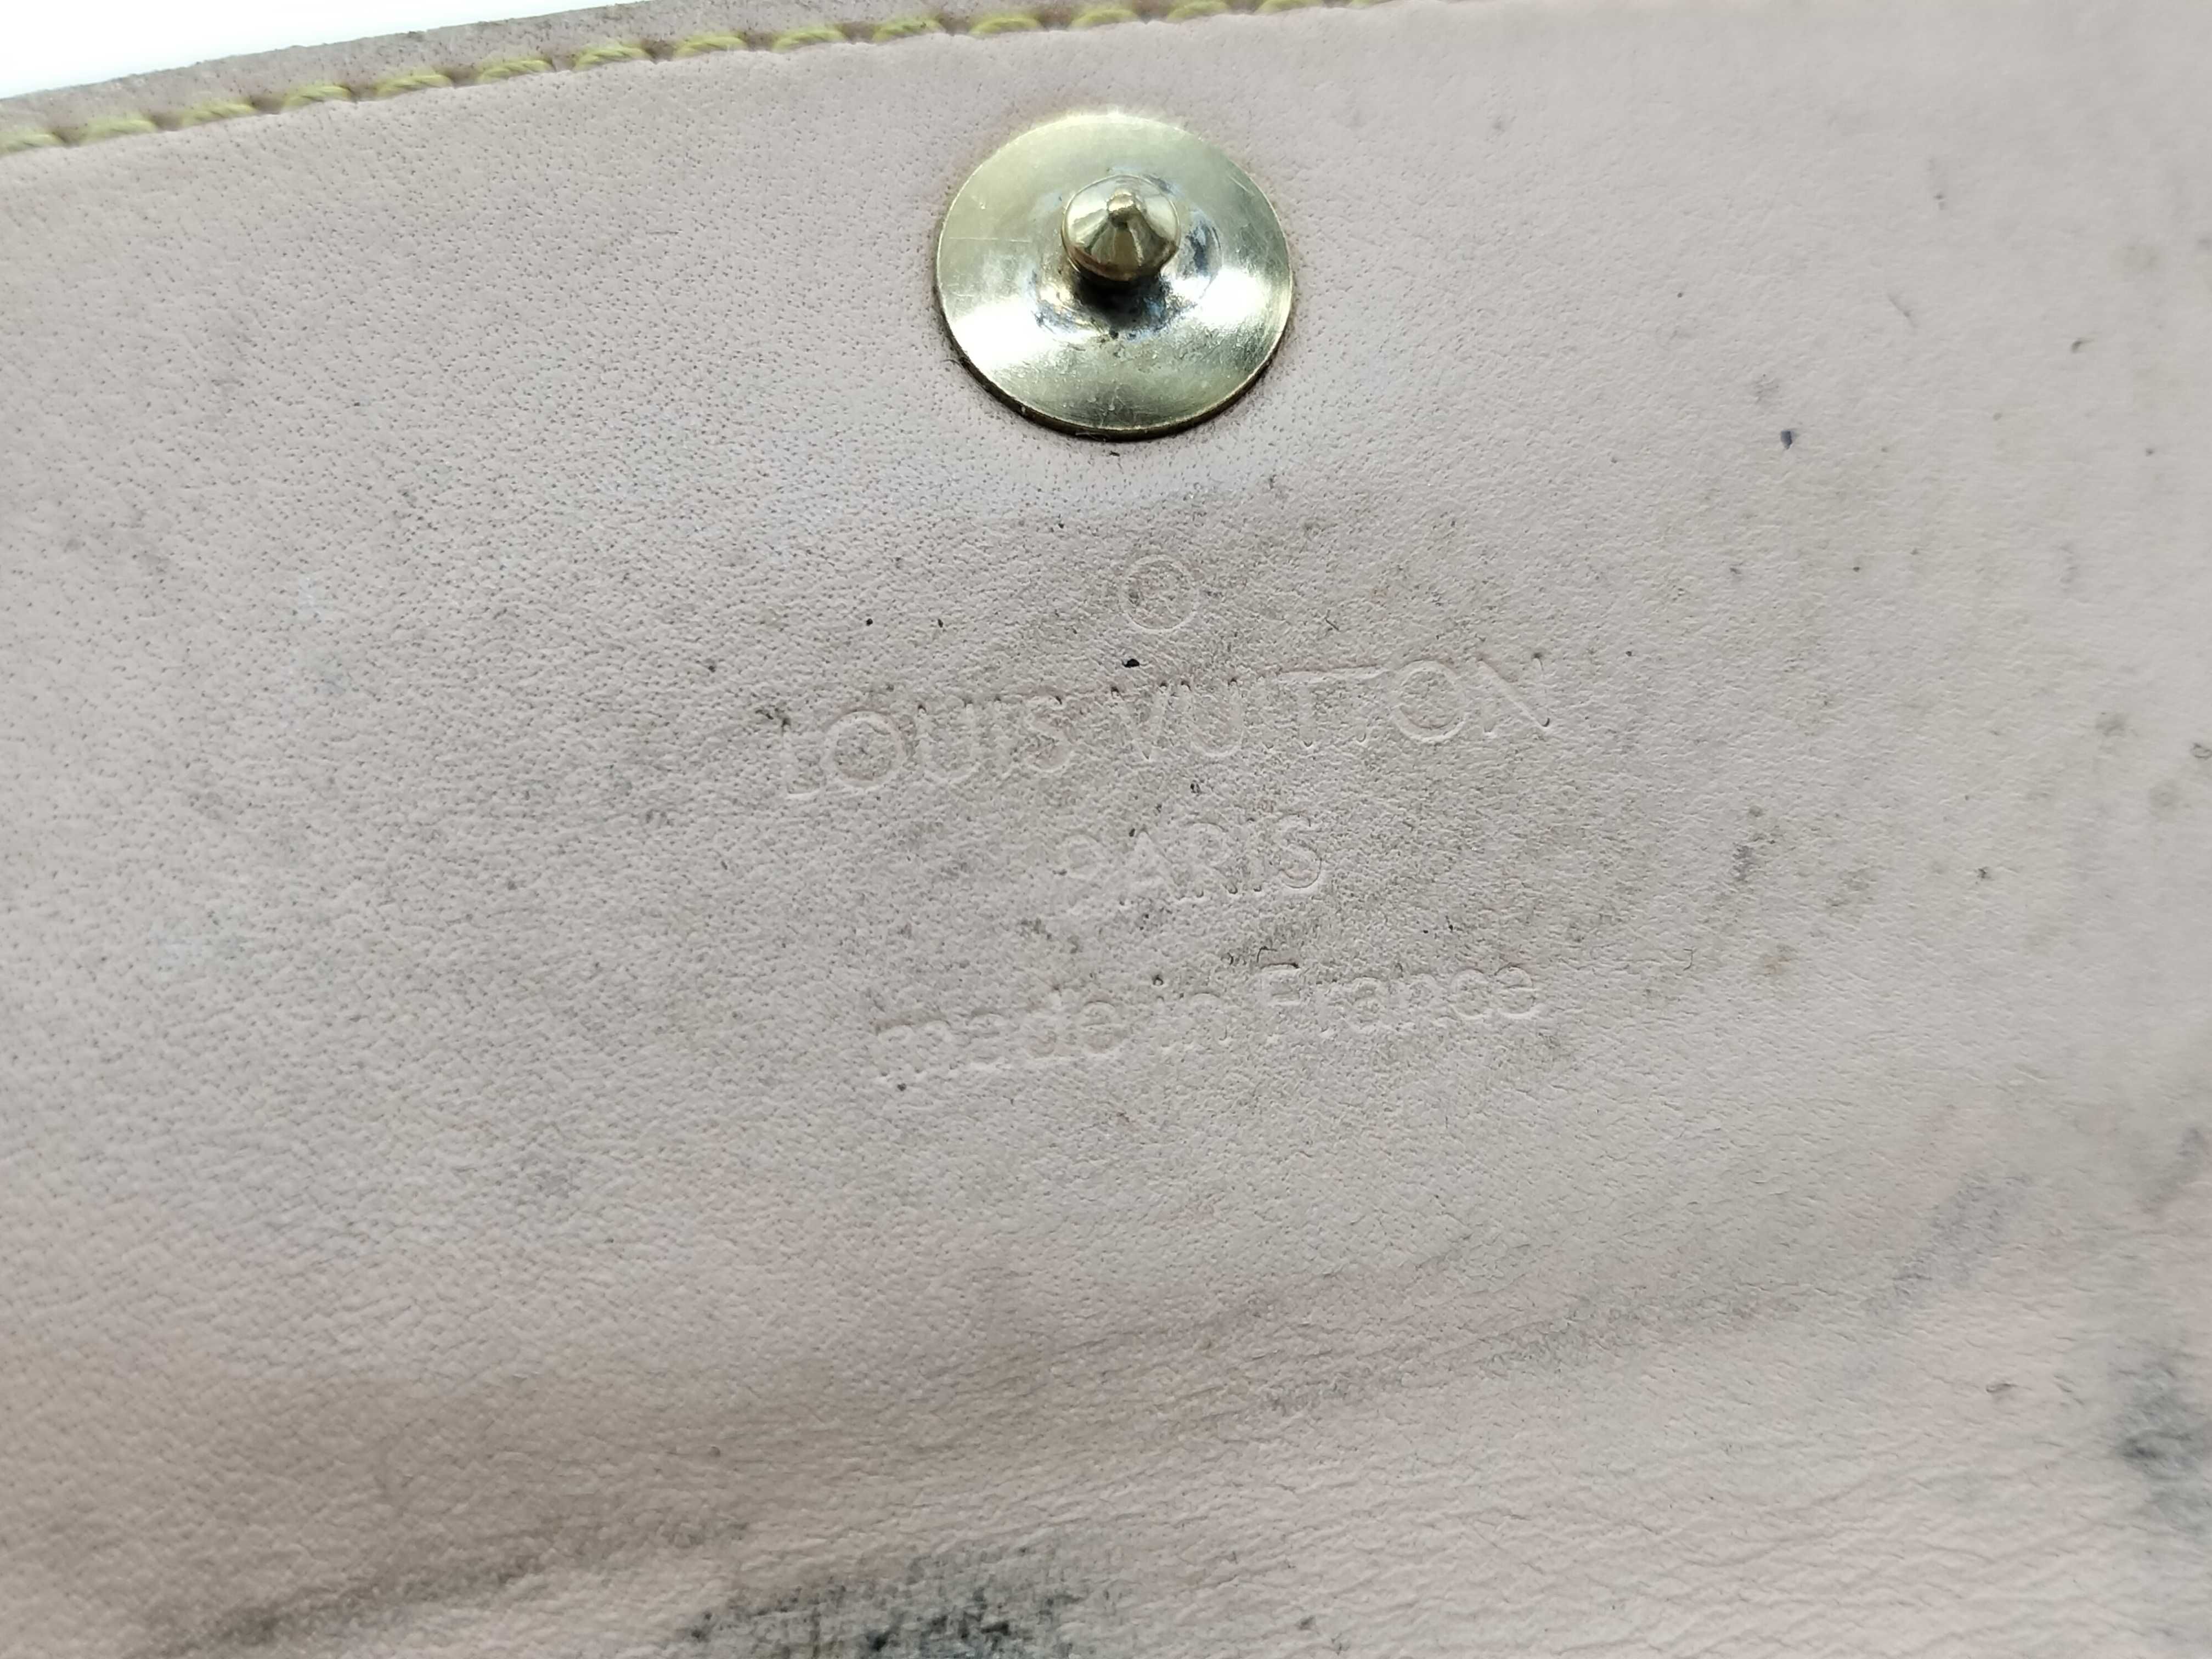 ®
LOUIS VUITTON
PARIS
made in France